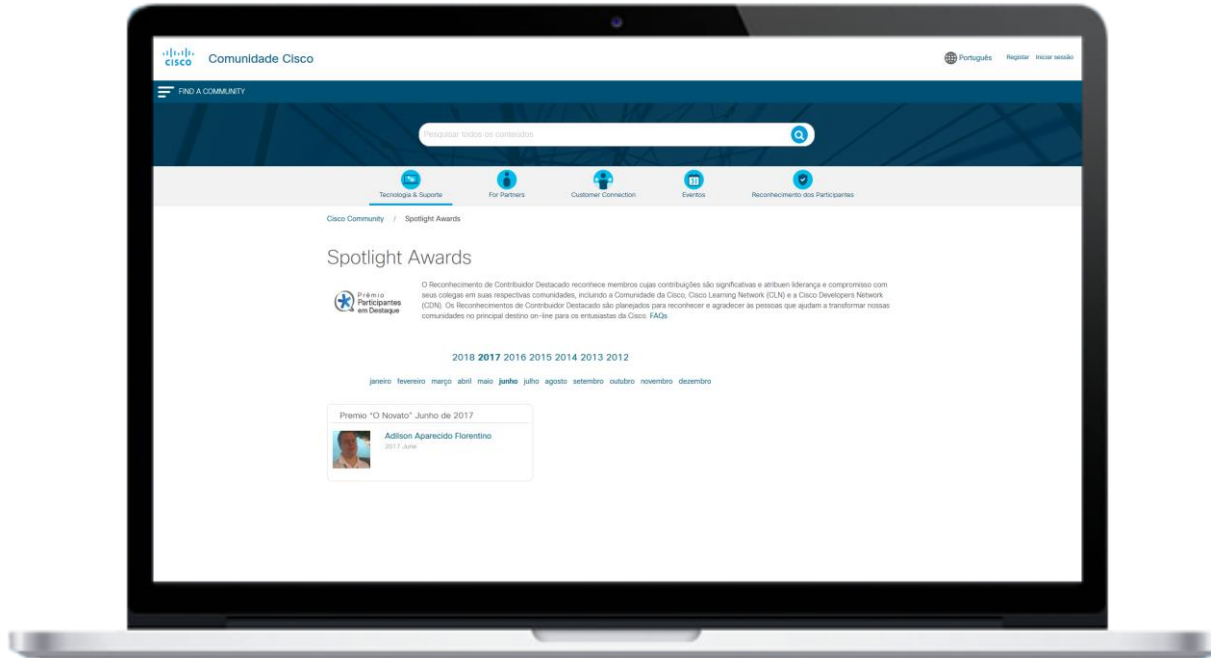 CISCO
Comunidade Cisco
Português
Registar
Iniciar sessão
FIND A COMMUNITY
Pesquisar todos os conteúdos
Tecnologia & Suporte
For Partners
Customer Connection
Eventos
Reconhecimento dos Participantes
Cisco Community / Spotlight Awards
Spotlight Awards
Prêmio
Participantes
em Destaque
O Reconhecimento de Contribuidor Destacado reconhece membros cujas contribuições são significativas e atribuen liderança e compromisso com
seus colegas em suas respectivas comunidades, incluindo a Comunidade da Cisco, Cisco Learning Network (CLN) e a Cisco Developers Network
(CDN). Os Reconhecimentos de Contribuidor Destacado são planejados para reconhecer e agradecer às pessoas que ajudam a transformar nossas
comunidades no principal destino on-line para os entusiastas da Cisco. FAQs
2018 2017 2016 2015 2014 2013 2012
janeiro fevereiro março abril maio junho julho agosto setembro outubro novembro dezembro
Premio "O Novato" Junho de 2017
Adilson Aparecido Florentino
2017 June